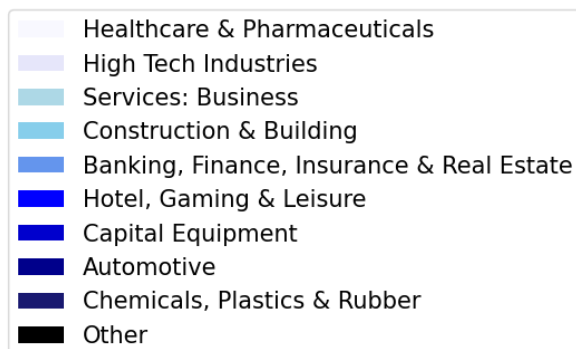 Healthcare & Pharmaceuticals
High Tech Industries
Services: Business
Construction & Building
Banking, Finance, Insurance & Real Estate
Hotel, Gaming & Leisure
Capital Equipment
Automotive
Chemicals, Plastics & Rubber
Other